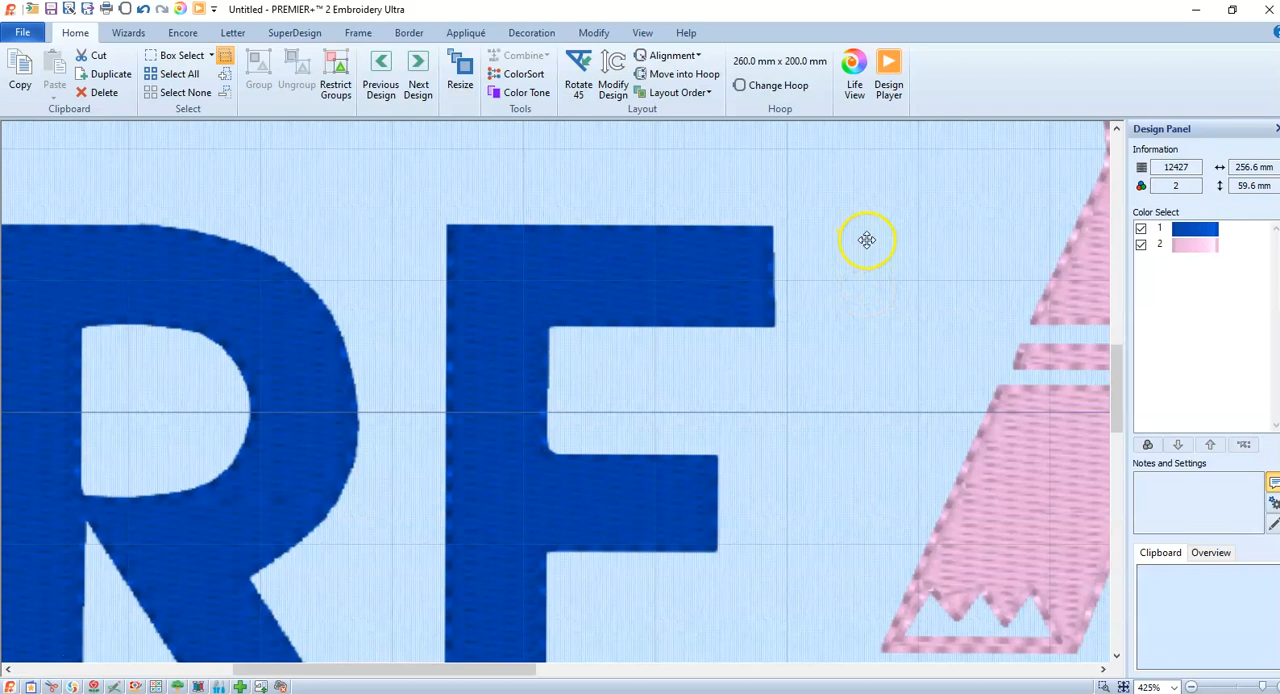 Untitled - PREMIER+™ 2 Embroidery Ultra
File Home Wizards Encore Letter SuperDesign Frame Border Appliqué Decoration Modify View Help
Copy
Paste
Cut
Duplicate
Delete
Clipboard
Box Select
Select All
Select None
Select
Group
Ungroup
Restrict Groups
Previous Design
Next Design
Resize
Combine
ColorSort
Color Tone
Tools
Rotate 45
Modify Design
Alignment
Move into Hoop
Layout Order
Layout
260.0 mm x 200.0 mm
Change Hoop
Hoop
Life View
Design Player
RF
Design Panel
Information
12427 256.6 mm
2 59.6 mm
Color Select
1
2
Notes and Settings
Clipboard Overview
425%